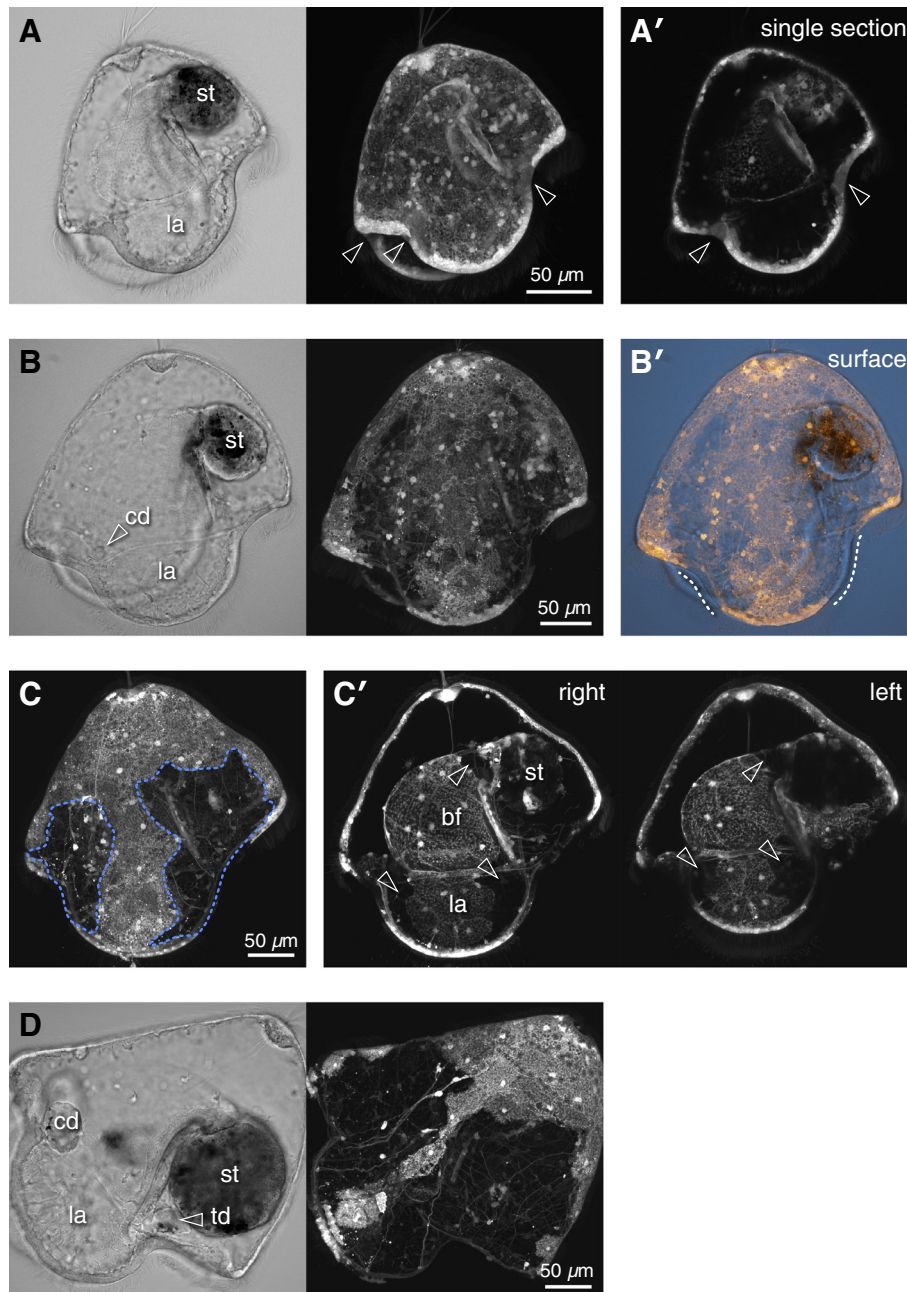 A
st
la
50 µm
A′ single section
B
st
cd
la
50 µm
B′ surface
C
50 µm
C′ right
st
bf
la
left
D
cd
st
la
td
50 µm